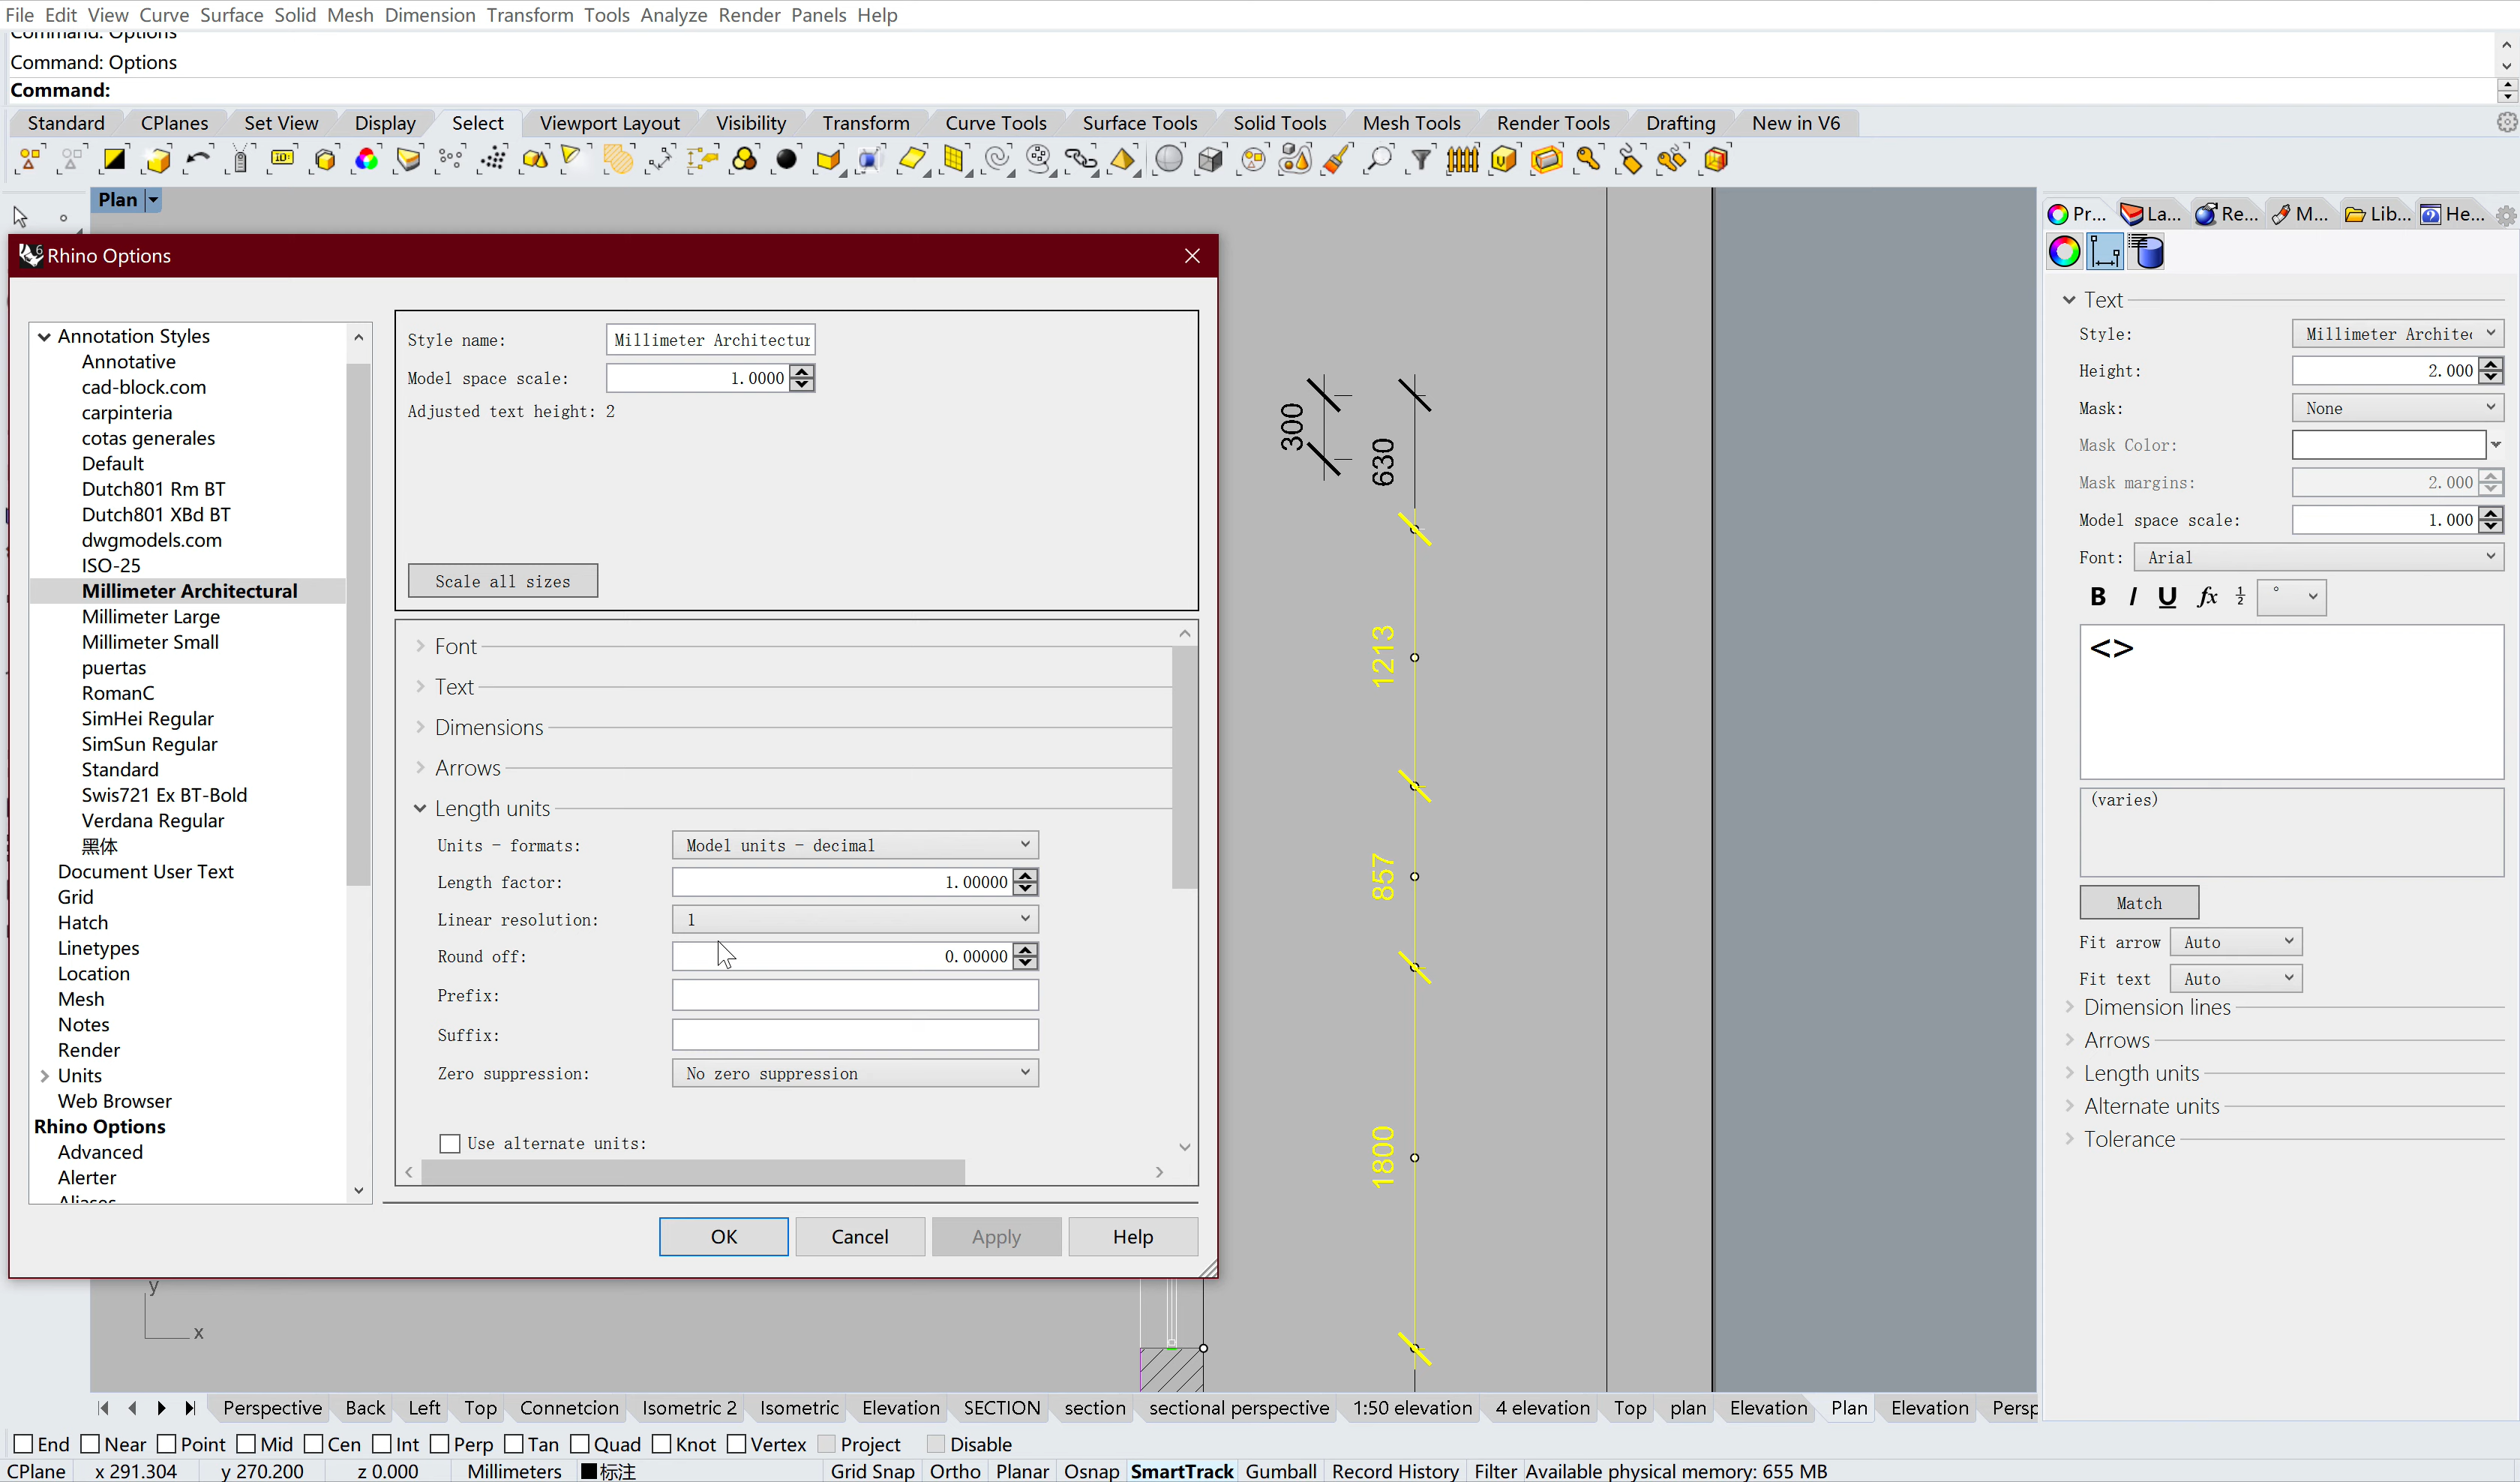 File Edit View Curve Surface Solid Mesh Dimension Transform Tools Analyze Render Panels Help
Command: Options
Command: Options
Command:
Standard CPlanes Set View Display Select Viewport Layout Visibility Transform Curve Tools Surface Tools Solid Tools Mesh Tools Render Tools Drafting New in V6
Plan
Rhino Options
Annotation Styles
Annotative
cad-block.com
carpinteria
cotas generales
Default
Dutch801 Rm BT
Dutch801 XBd BT
dwgmodels.com
ISO-25
Millimeter Architectural
Millimeter Large
Millimeter Small
puertas
RomanC
SimHei Regular
SimSun Regular
Standard
Swis721 Ex BT-Bold
Verdana Regular
黑体
Document User Text
Grid
Hatch
Linetypes
Location
Mesh
Notes
Render
Units
Web Browser
Rhino Options
Advanced
Alerter
Aliases
Style name: Millimeter Architectur
Model space scale: 1.0000
Adjusted text height: 2
Scale all sizes
Font
Text
Dimensions
Arrows
Length units
Units - formats: Model units - decimal
Length factor: 1.00000
Linear resolution: 1
Round off: 0.00000
Prefix:
Suffix:
Zero suppression: No zero suppression
Use alternate units:
OK Cancel Apply Help
300
630
1213
857
1800
y
x
Pr... La... Re... M... Lib... He...
Text
Style: Millimeter Architec
Height: 2.000
Mask: None
Mask Color:
Mask margins: 2.000
Model space scale: 1.000
Font: Arial
B I U fx 1/2 °
<>
(varies)
Match
Fit arrow Auto
Fit text Auto
Dimension lines
Arrows
Length units
Alternate units
Tolerance
Perspective Back Left Top Connetcion Isometric 2 Isometric Elevation SECTION section sectional perspective 1:50 elevation 4 elevation Top plan Elevation Plan Elevation Persp
End Near Point Mid Cen Int Perp Tan Quad Knot Vertex Project Disable
CPlane x 291.304 y 270.200 z 0.000 Millimeters 标注 Grid Snap Ortho Planar Osnap SmartTrack Gumball Record History Filter Available physical memory: 655 MB